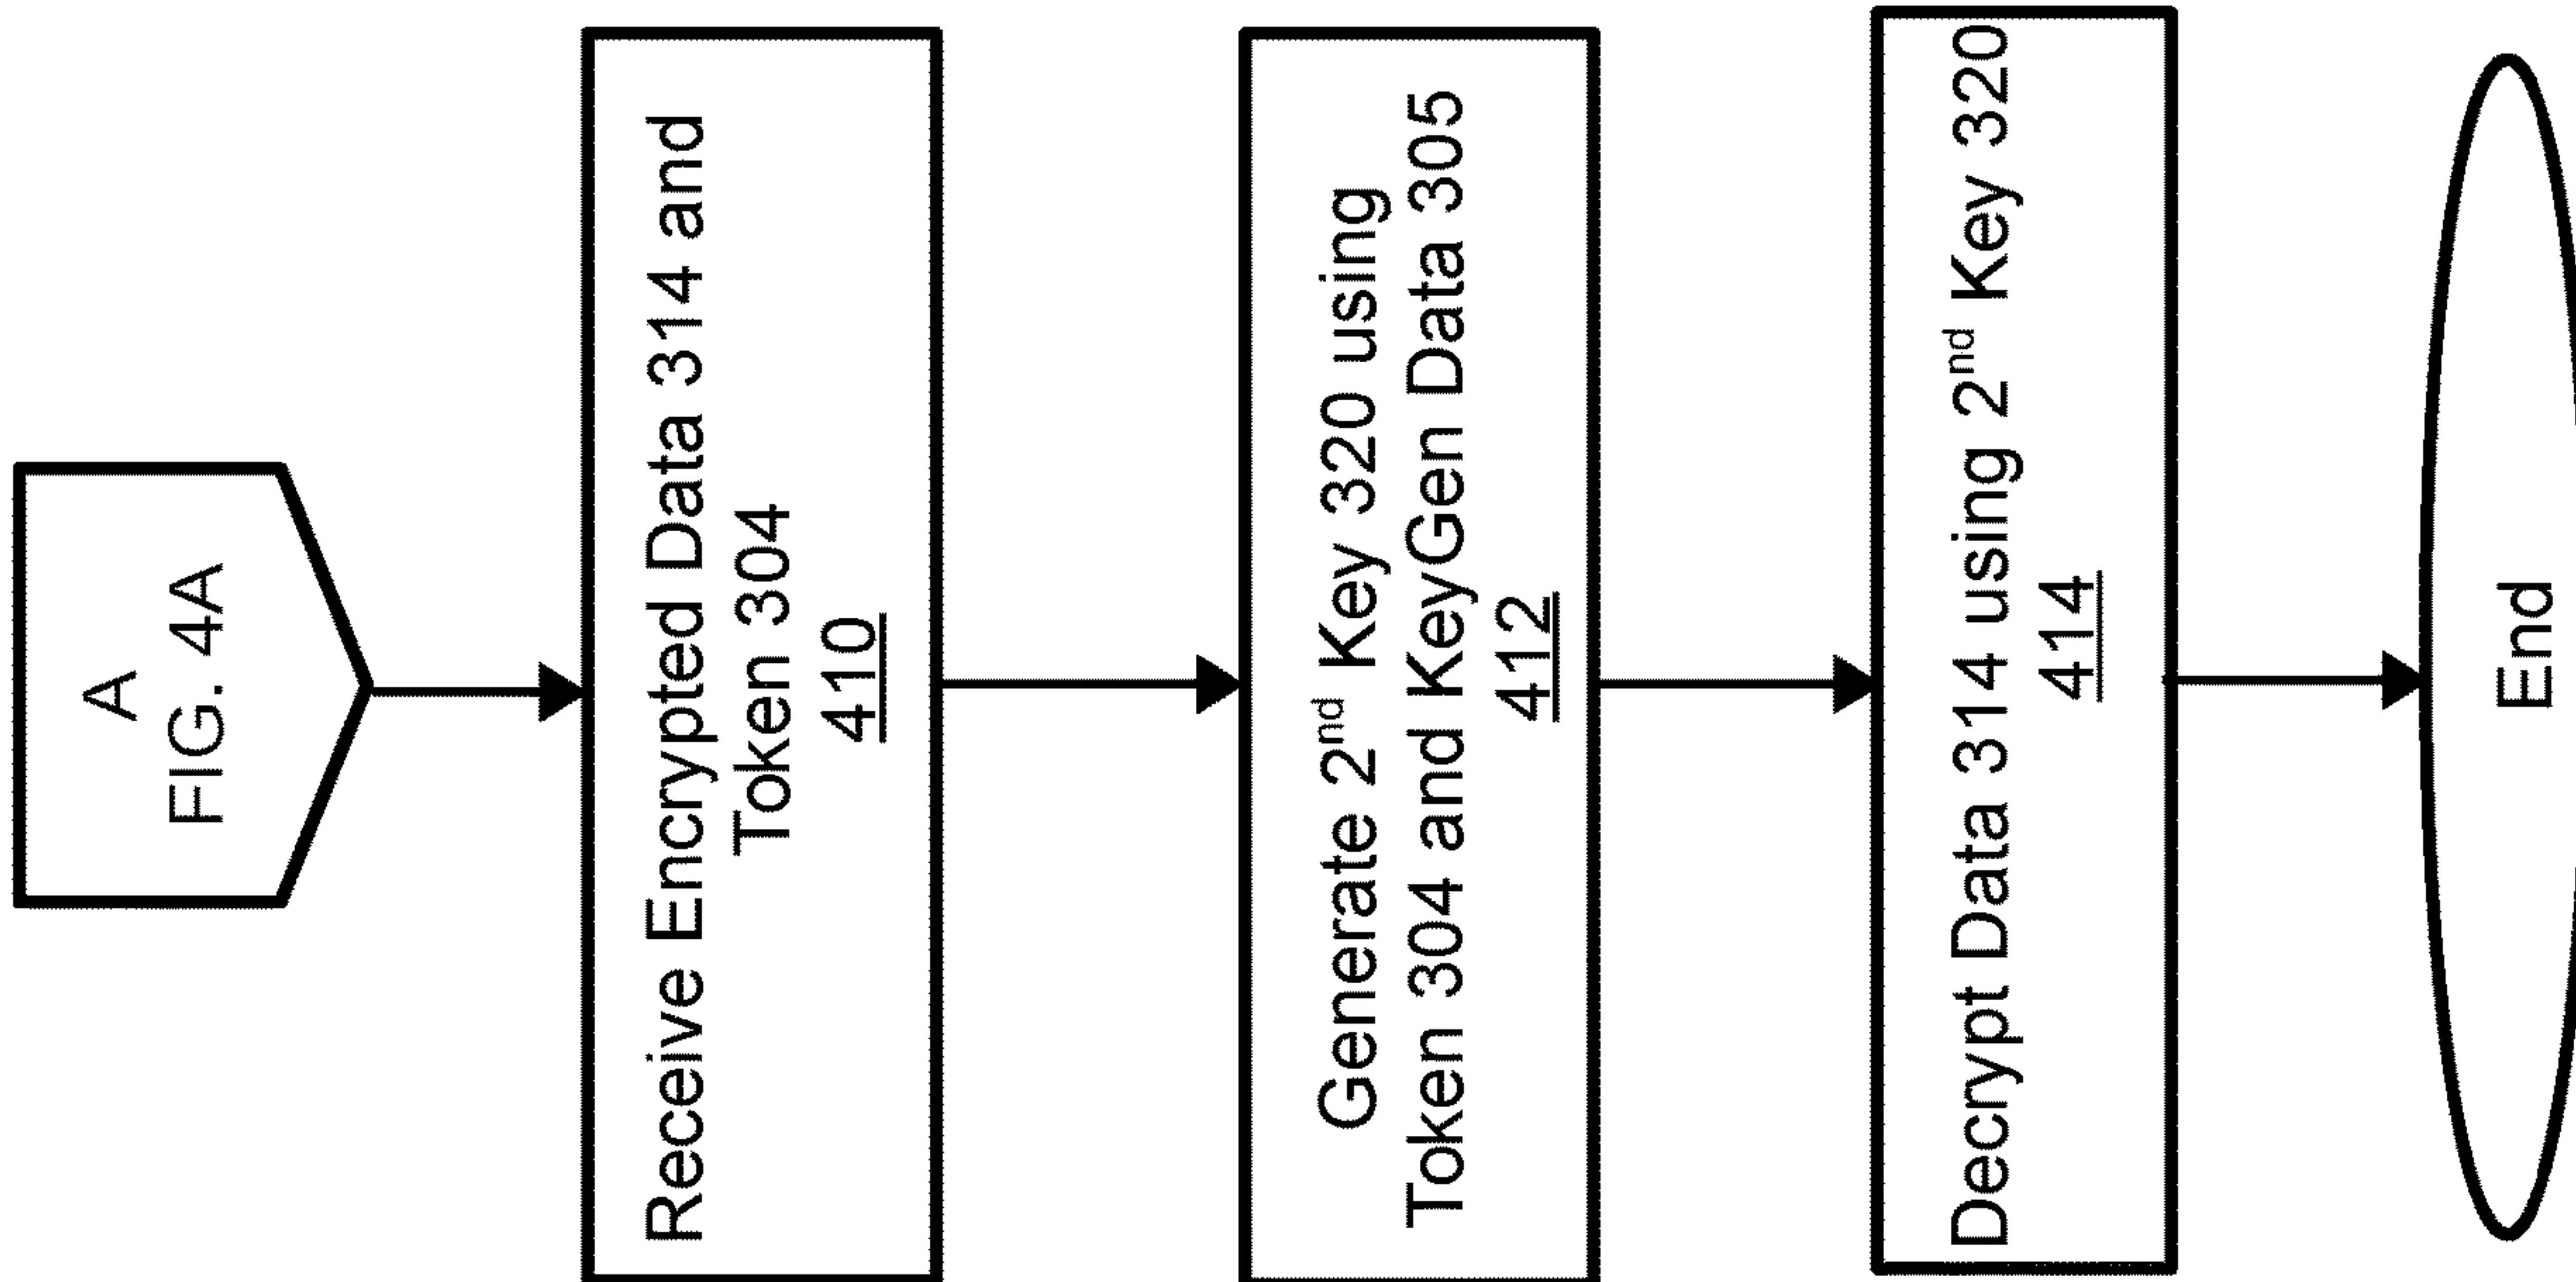 A
FIG. 4A
Receive Encrypted Data 314 and
Token 304
410
Generate 2nd Key 320 using
Token 304 and KeyGen Data 305
412
Decrypt Data 314 using 2nd Key 320
414
End